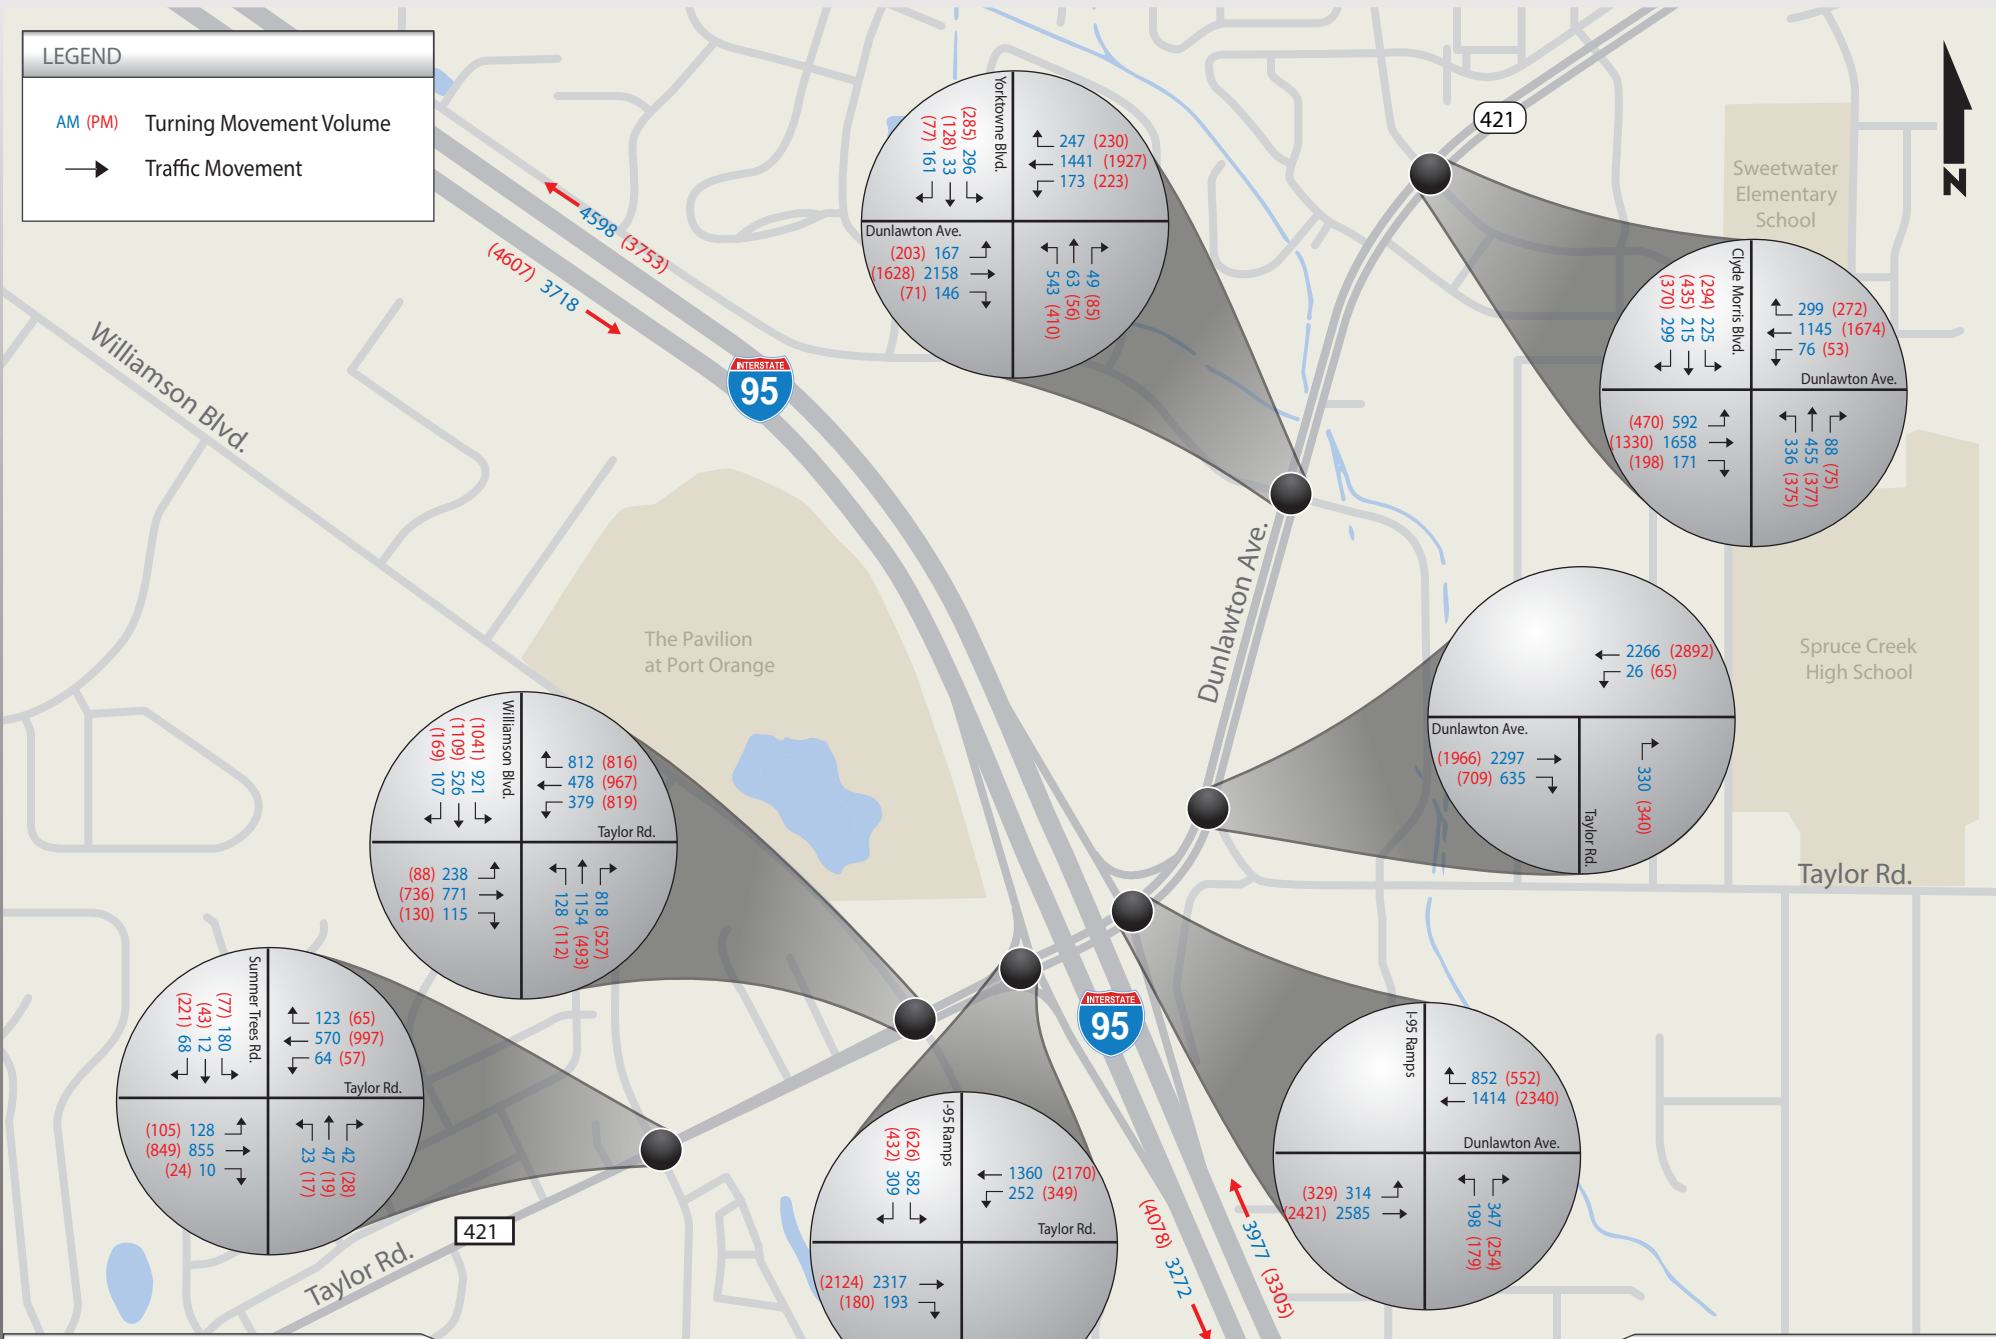 LEGEND
AM (PM) Turning Movement Volume
Traffic Movement
421
N
Sweetwater
Elementary
School
4598 (3753)
(4607) 3718
INTERSTATE
95
Williamson Blvd.
Yorktowne Blvd.
(285) 296
(128) 33
(77) 161
247 (230)
1441 (1927)
173 (223)
Dunlawton Ave.
(203) 167
(1628) 2158
(71) 146
543 (410)
63 (56)
49 (85)
Clyde Morris Blvd.
(294) 225
(435) 215
(370) 299
299 (272)
1145 (1674)
76 (53)
Dunlawton Ave.
(470) 592
(1330) 1658
(198) 171
336 (375)
455 (377)
88 (75)
The Pavilion
at Port Orange
Dunlawton Ave.
Spruce Creek
High School
2266 (2892)
26 (65)
Dunlawton Ave.
(1966) 2297
(709) 635
Taylor Rd.
330 (340)
Taylor Rd.
Williamson Blvd.
(1041) 921
(1109) 526
(169) 107
812 (816)
478 (967)
379 (819)
Taylor Rd.
(88) 238
(736) 771
(130) 115
128 (112)
1154 (493)
818 (527)
Summer Trees Rd.
(77) 180
(43) 12
(221) 68
123 (65)
570 (997)
64 (57)
Taylor Rd.
(105) 128
(849) 855
(24) 10
23 (17)
47 (19)
42 (28)
INTERSTATE
95
I-95 Ramps
(626) 582
(432) 309
1360 (2170)
252 (349)
Taylor Rd.
(2124) 2317
(180) 193
I-95 Ramps
852 (552)
1414 (2340)
Dunlawton Ave.
(329) 314
(2421) 2585
198 (179)
347 (254)
(4078) 3272
3977 (3305)
421
Taylor Rd.